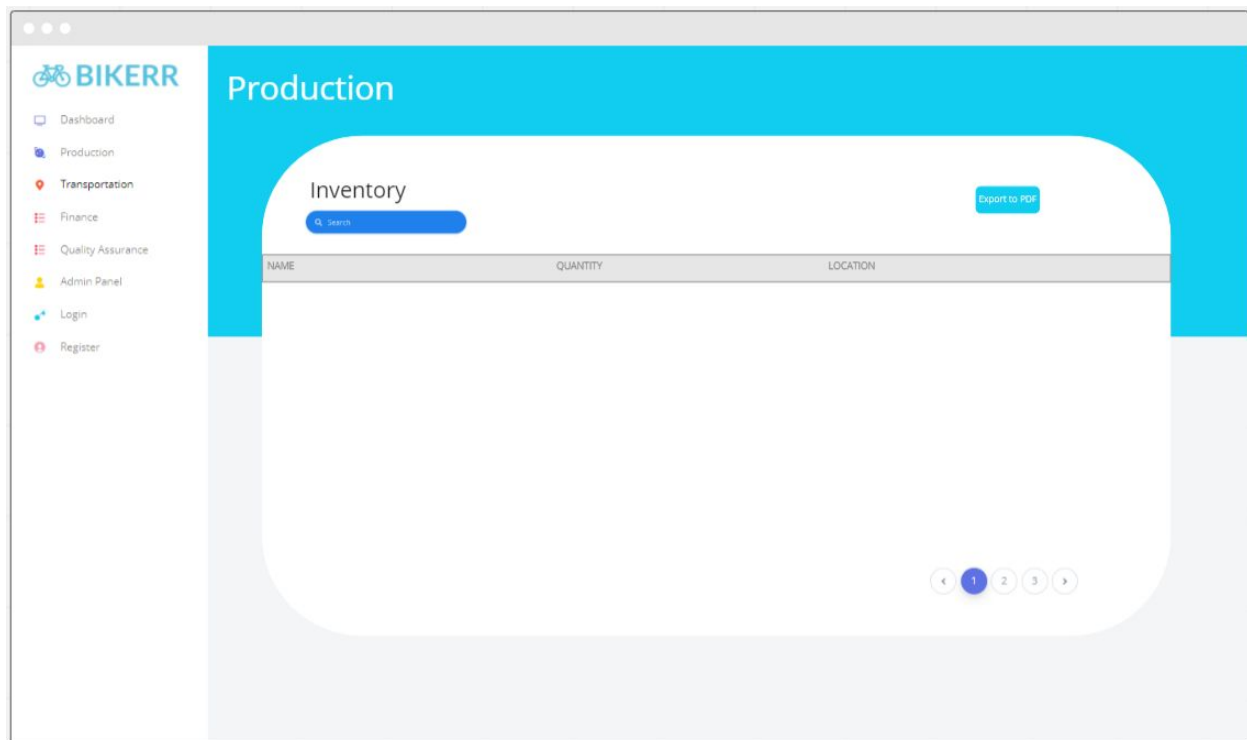 BIKERR
Dashboard
Production
Transportation
Finance
Quality Assurance
Admin Panel
Login
Register
Production
Inventory
Search
Export to PDF
NAME QUANTITY LOCATION
1 2 3